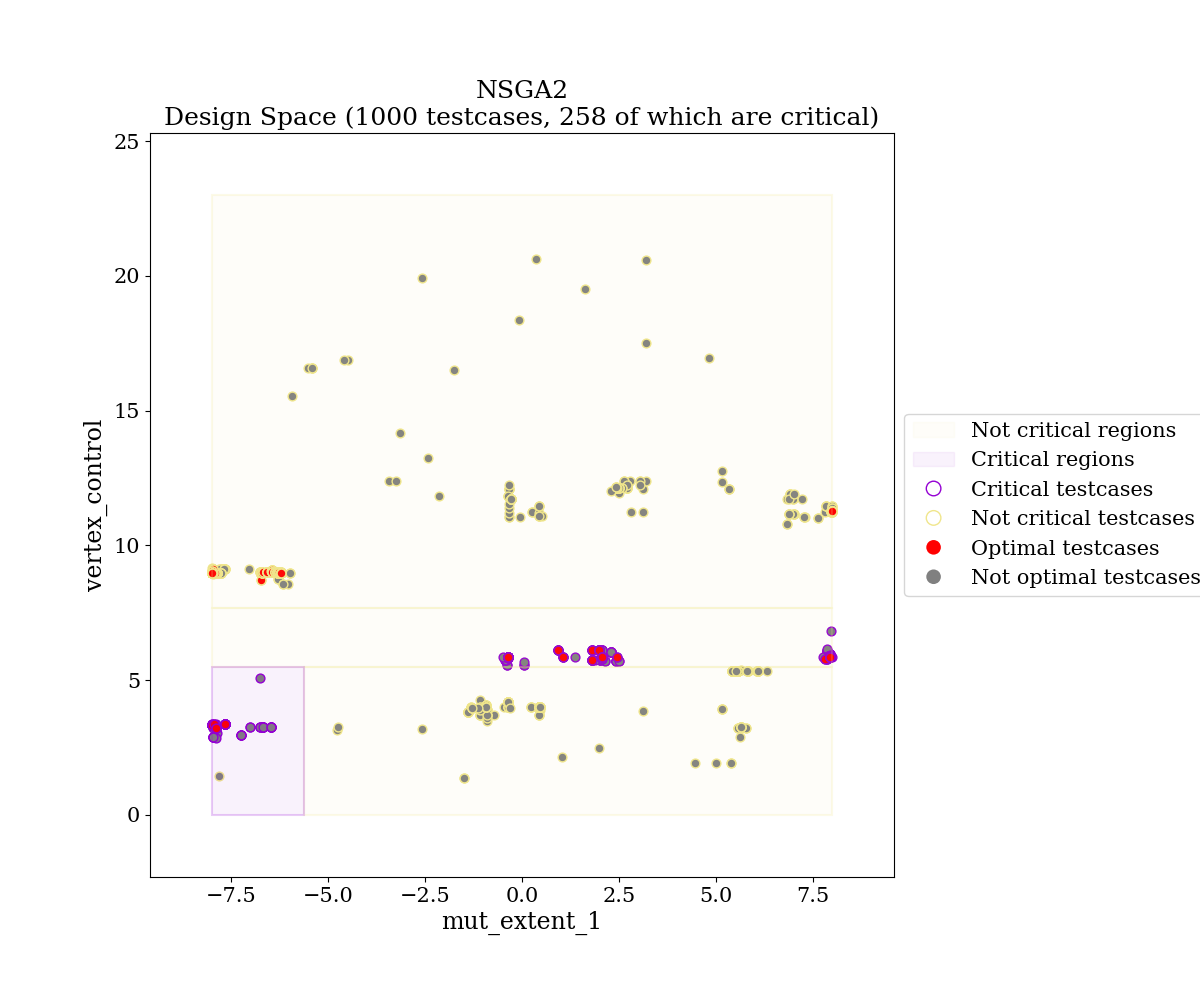 NSGA2
Design Space (1000 testcases, 258 of which are critical)
25
20
15
10
5
0
vertex_control
−7.5
−5.0
−2.5
0.0
2.5
5.0
7.5
mut_extent_1
Not critical regions
Critical regions
Critical testcases
Not critical testcases
Optimal testcases
Not optimal testcases